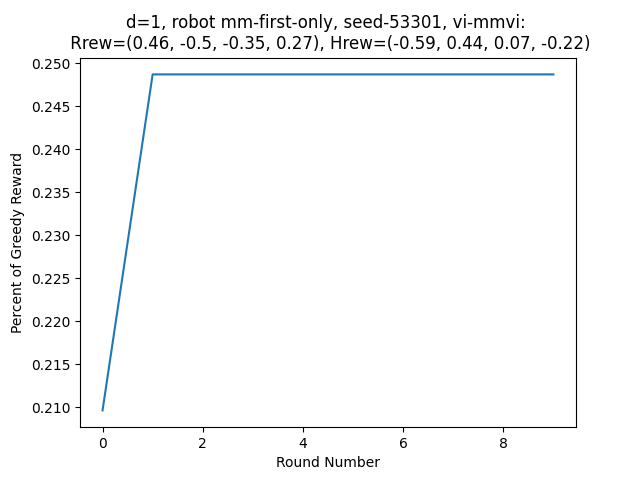 d=1, robot mm-first-only, seed-53301, vi-mmvi:
Rrew=(0.46, -0.5, -0.35, 0.27), Hrew=(-0.59, 0.44, 0.07, -0.22)
0.250
0.245
0.240
0.235
0.230
0.225
0.220
0.215
0.210
Percent of Greedy Reward
0 2 4 6 8
Round Number